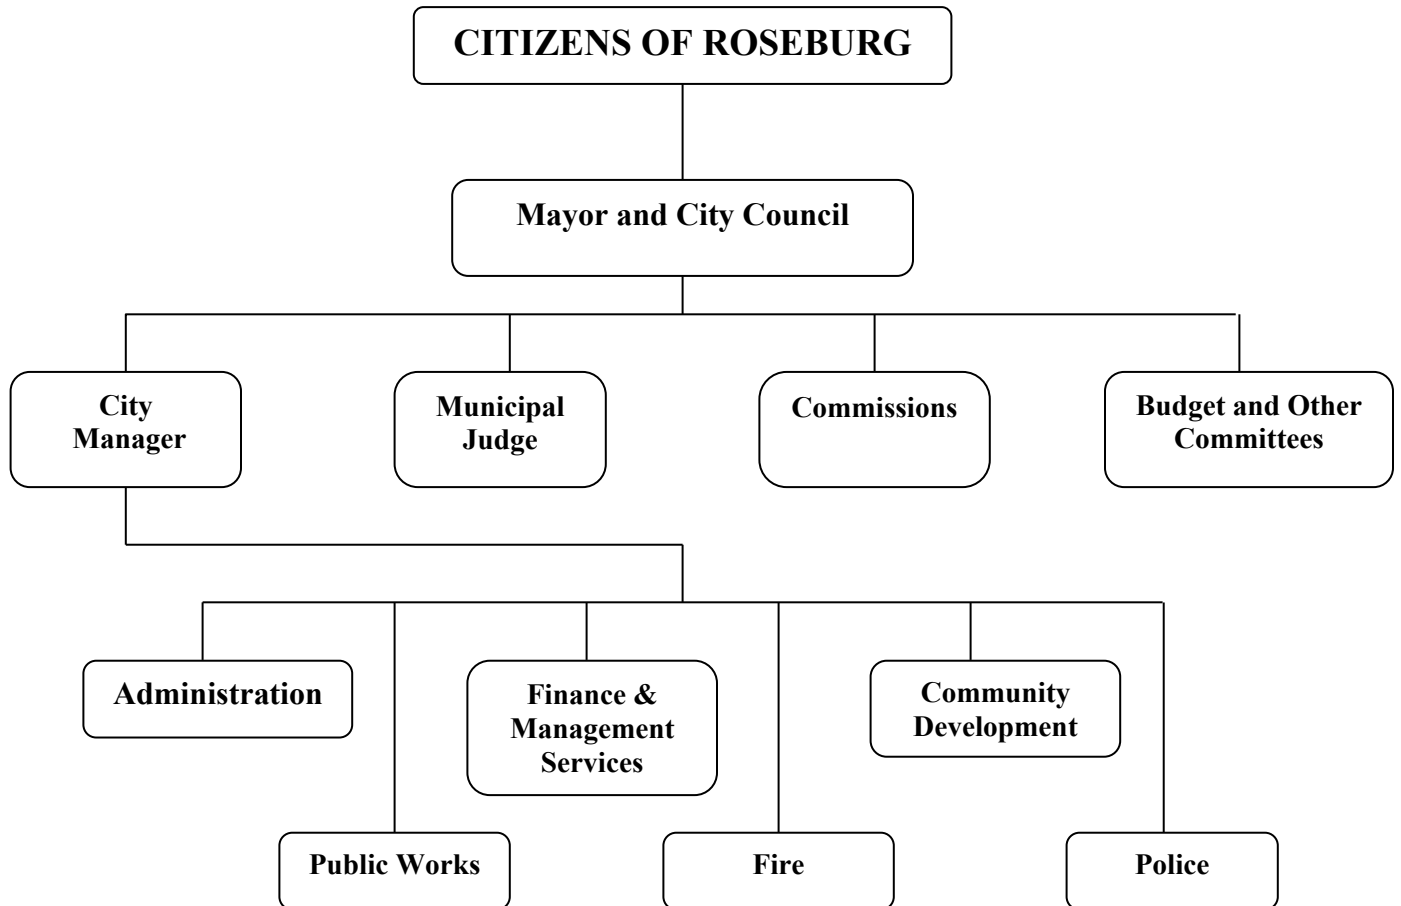 CITIZENS OF ROSEBURG
Mayor and City Council
City
Manager
Municipal
Judge
Commissions
Budget and Other
Committees
Administration
Finance &
Management
Services
Community
Development
Public Works
Fire
Police